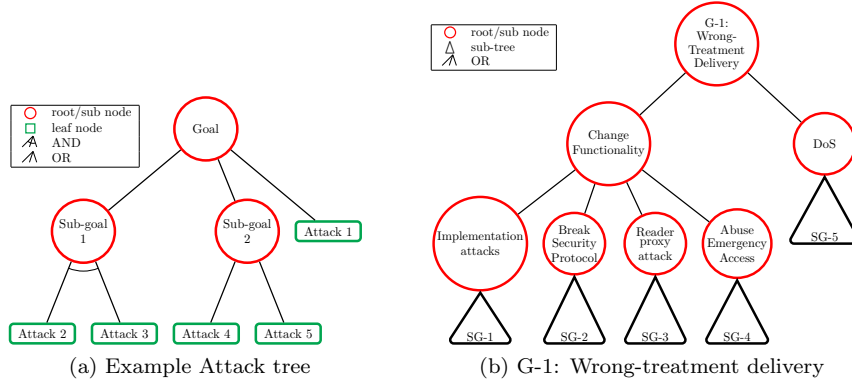 root/sub node
leaf node
AND
OR
Goal
Sub-goal
1
Sub-goal
2
Attack 1
Attack 2
Attack 3
Attack 4
Attack 5
(a) Example Attack tree
root/sub node
sub-tree
OR
G-1:
Wrong-
Treatment
Delivery
Change
Functionality
DoS
Implementation
attacks
Break
Security
Protocol
Reader
proxy
attack
Abuse
Emergency
Access
SG-5
SG-1
SG-2
SG-3
SG-4
(b) G-1: Wrong-treatment delivery